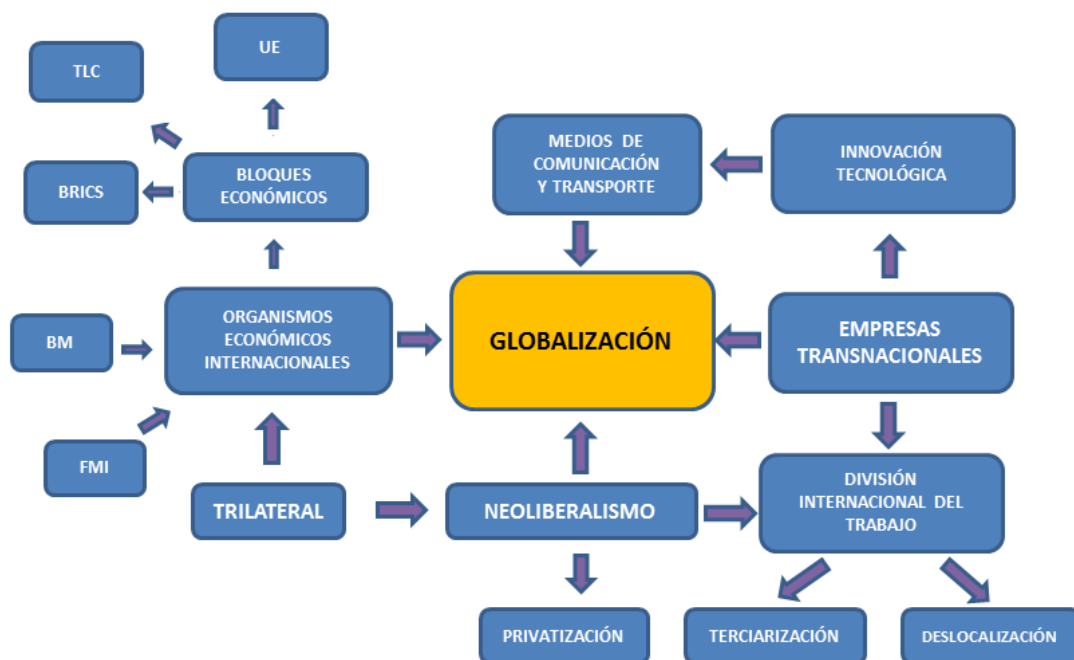 UE
TLC
MEDIOS DE
COMUNICACIÓN
Y TRANSPORTE
INNOVACIÓN
TECNOLÓGICA
BLOQUES
ECONÓMICOS
BRICS
ORGANISMOS
ECONÓMICOS
INTERNACIONALES
GLOBALIZACIÓN
EMPRESAS
TRANSNACIONALES
BM
FMI
TRILATERAL
NEOLIBERALISMO
DIVISIÓN
INTERNACIONAL DEL
TRABAJO
PRIVATIZACIÓN
TERCIARIZACIÓN
DESLOCALIZACIÓN